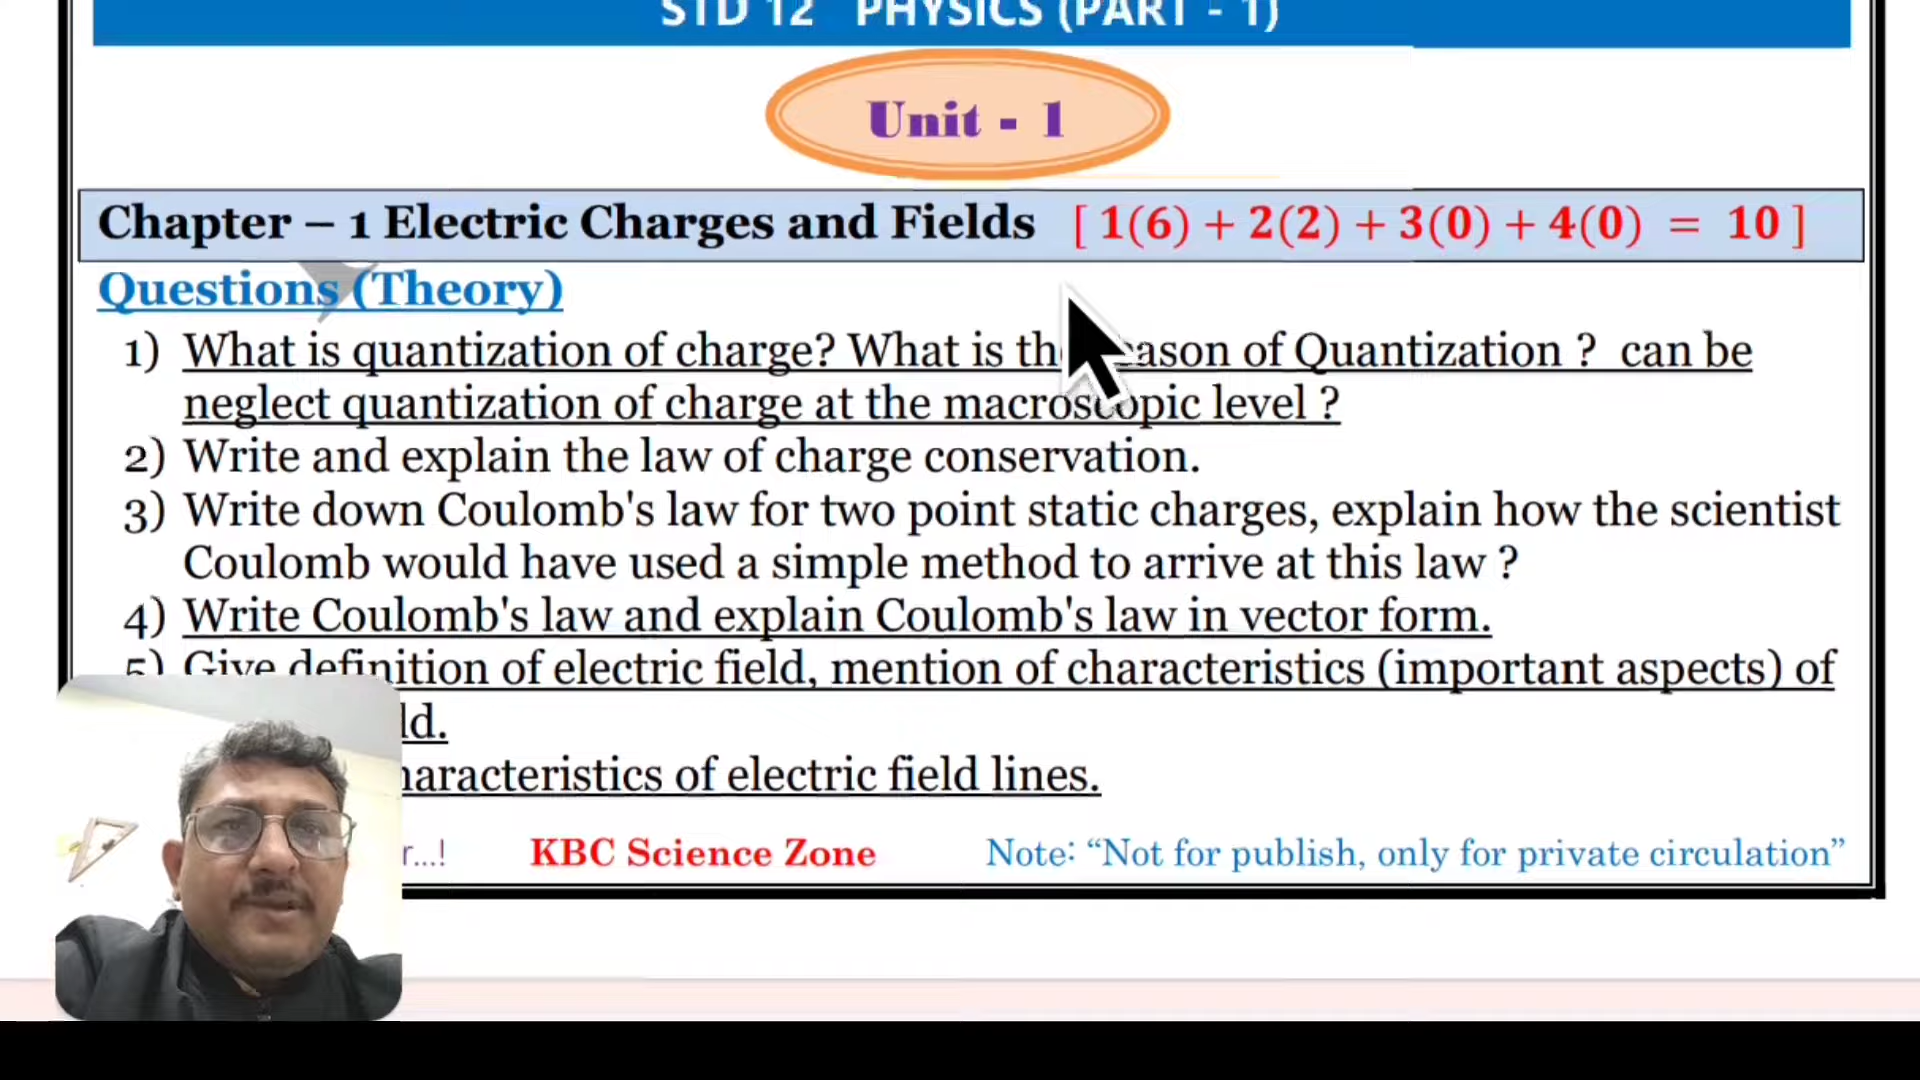 STD 12 PHYSICS (PART - 1)
Unit - 1
Chapter – 1 Electric Charges and Fields [ 1(6) + 2(2) + 3(0) + 4(0) = 10 ]
Questions (Theory)
1) What is quantization of charge? What is of Quantization ? can be
neglect quantization of charge at the macroscopic level ?
2) Write and explain the law of charge conservation.
3) Write down Coulomb's law for two point static charges, explain how the scientist
Coulomb would have used a simple method to arrive at this law ?
4) Write Coulomb's law and explain Coulomb's law in vector form.
5) Give definition of electric field, mention of characteristics (important aspects) of
ld.
haracteristics of electric field lines.
r...! KBC Science Zone Note: “Not for publish, only for private circulation”